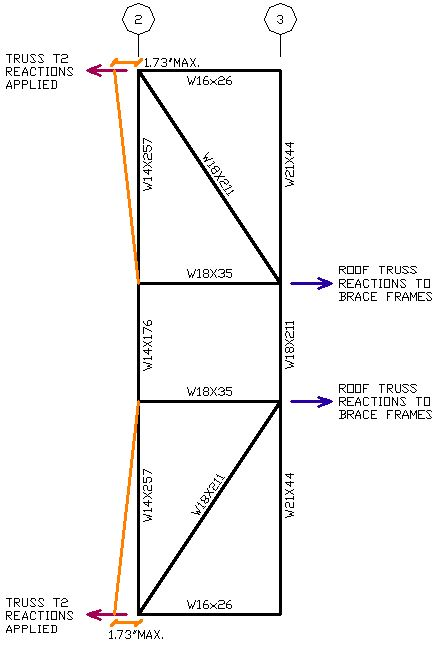 2
3
TRUSS T2
REACTIONS
APPLIED
1.73"MAX.
W16x26
W14X257
W18X211
W21X44
W18X35
ROOF TRUSS
REACTIONS TO
BRACE FRAMES
W14X176
W18X211
W18X35
ROOF TRUSS
REACTIONS TO
BRACE FRAMES
W14X257
W18X211
W21X44
TRUSS T2
REACTIONS
APPLIED
W16x26
1.73"MAX.